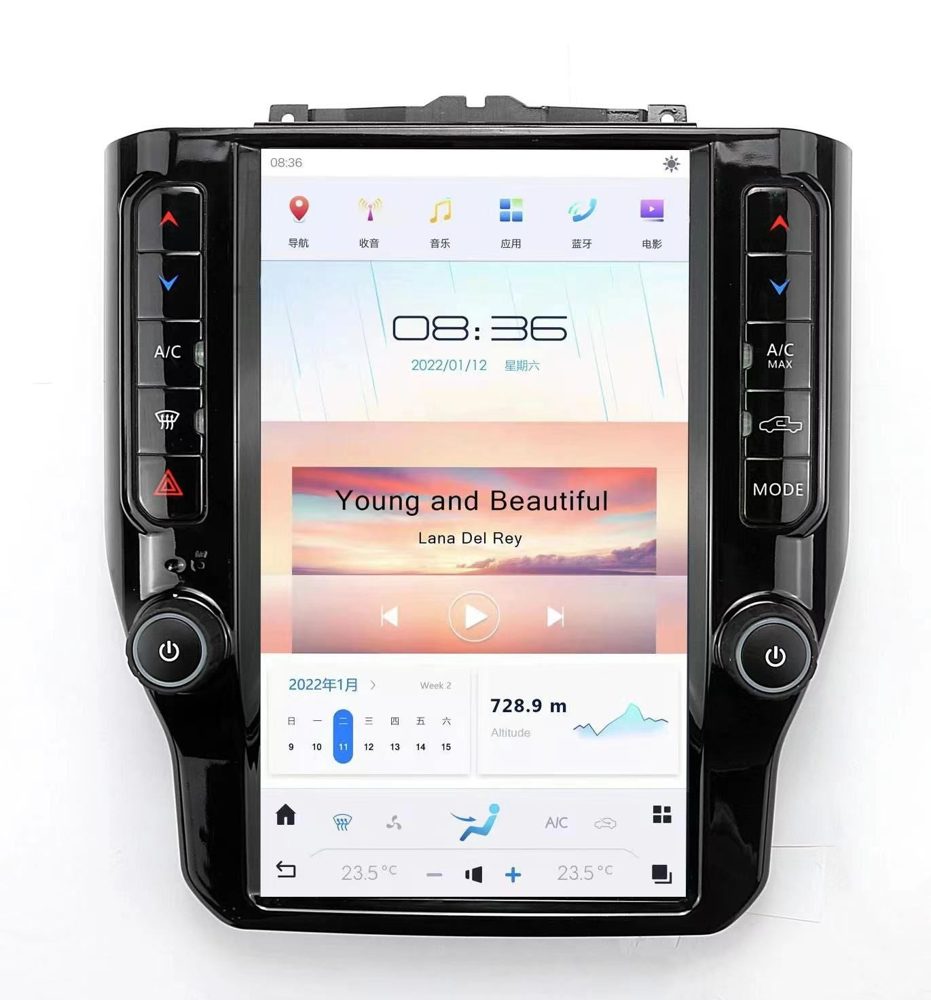 08:36
导航 收音 音乐 应用 蓝牙 电影
08:36
2022/01/12 星期六
A/C
A/C
MAX
MODE
Young and Beautiful
Lana Del Rey
2022年1月 > Week 2
日 一 二 三 四 五 六
9 10 11 12 13 14 15
728.9 m
Altitude
A/C
23.5°C − + 23.5°C